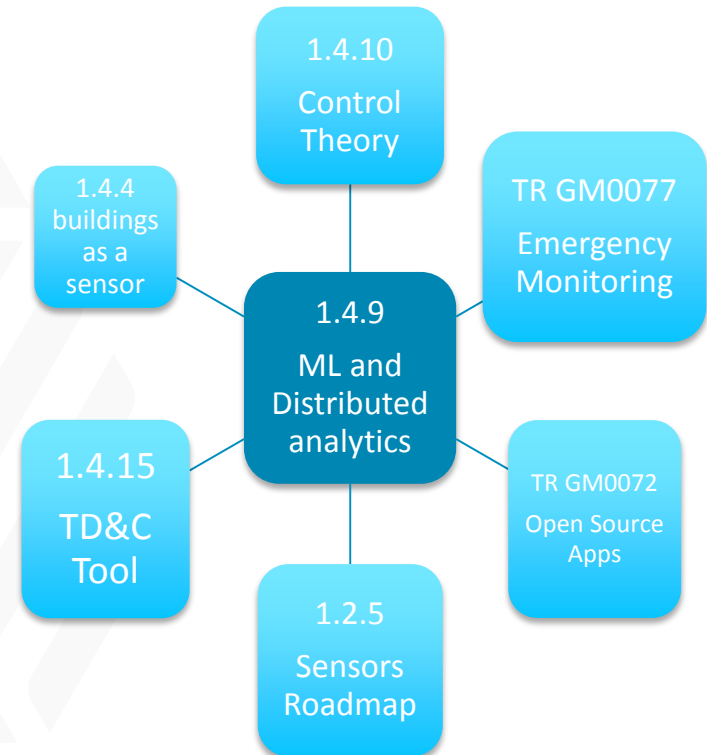 1.4.10
Control
Theory
TR GM0077
Emergency
Monitoring
1.4.4
buildings
as a
sensor
1.4.9
ML and
Distributed
analytics
1.4.15
TD&C
Tool
TR GM0072
Open Source
Apps
1.2.5
Sensors
Roadmap